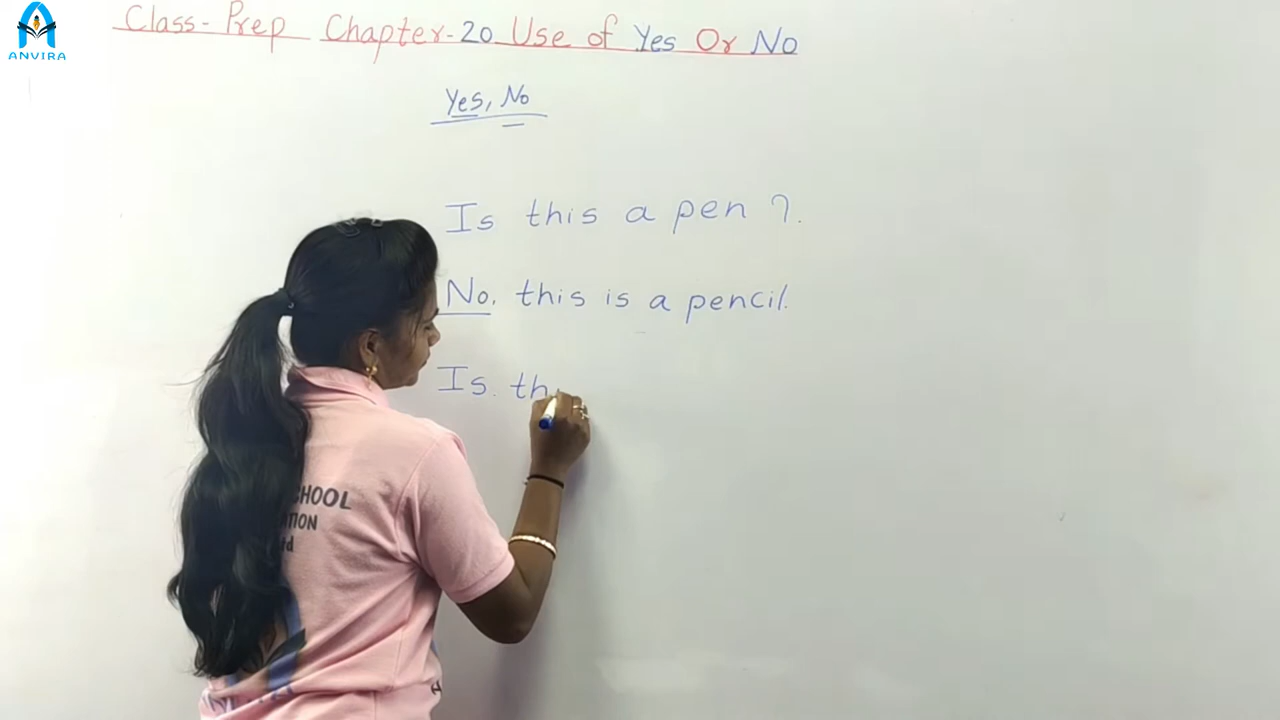 ANVIRA
Class- Prep Chapter-20 Use of Yes Or No
Yes, No
Is this a pen ?.
No, this is a pencil.
Is. th
SCHOOL